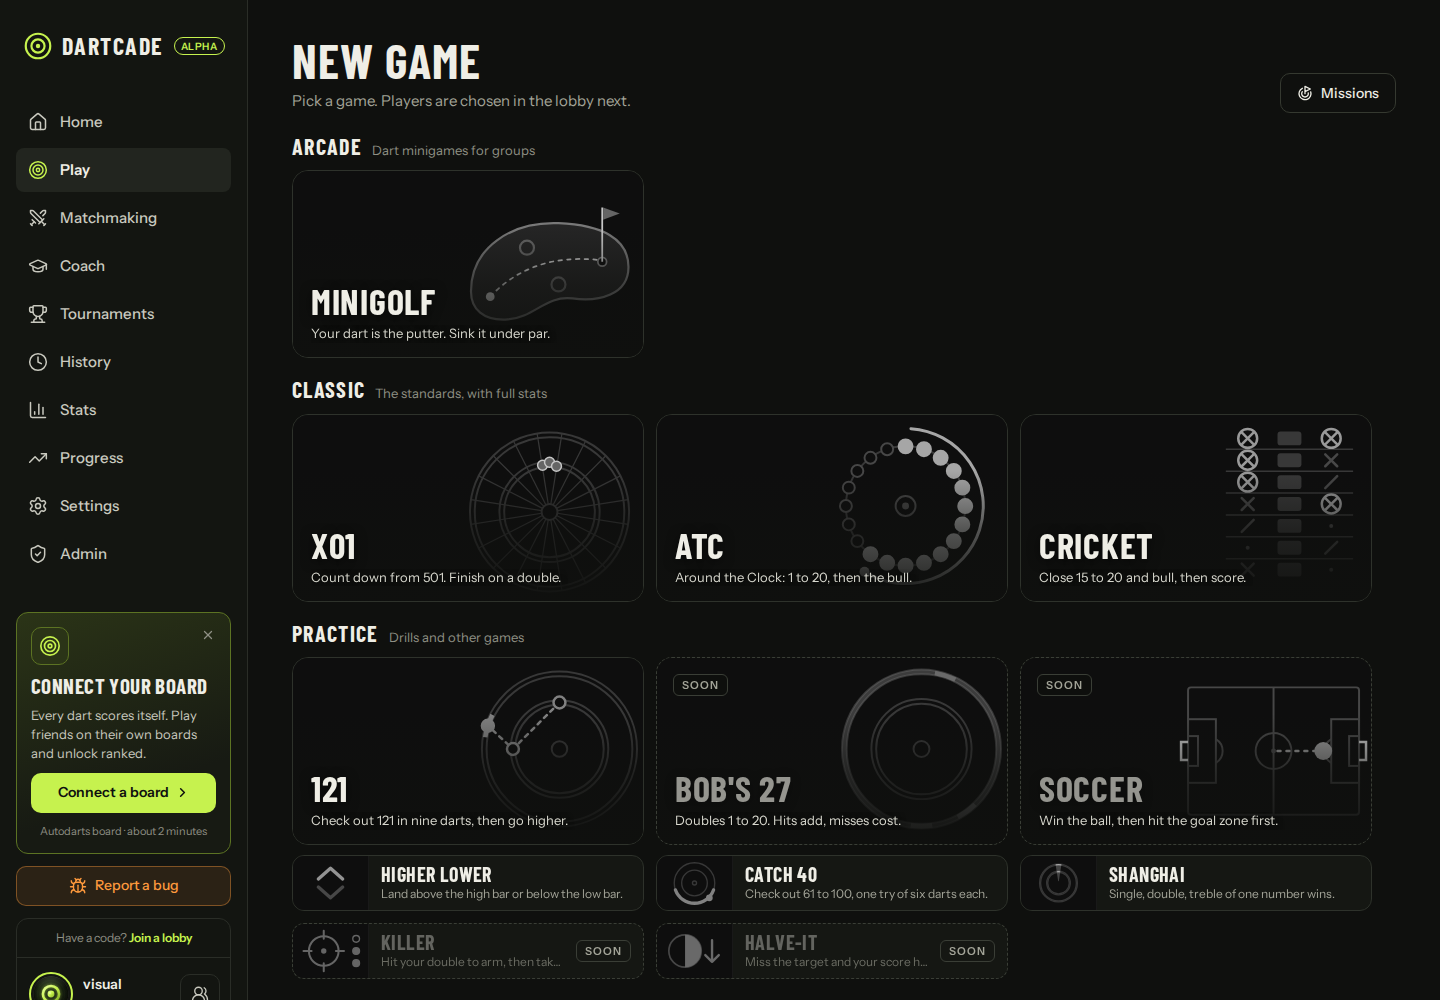 DARTCADE ALPHA
Home
Play
Matchmaking
Coach
Tournaments
History
Stats
Progress
Settings
Admin
CONNECT YOUR BOARD
Every dart scores itself. Play
friends on their own boards
and unlock ranked.
Connect a board
Autodarts board · about 2 minutes
Report a bug
Have a code? Join a lobby
visual
NEW GAME
Pick a game. Players are chosen in the lobby next.
Missions
ARCADE Dart minigames for groups
MINIGOLF
Your dart is the putter. Sink it under par.
CLASSIC The standards, with full stats
X01
Count down from 501. Finish on a double.
ATC
Around the Clock: 1 to 20, then the bull.
CRICKET
Close 15 to 20 and bull, then score.
PRACTICE Drills and other games
121
Check out 121 in nine darts, then go higher.
SOON
BOB'S 27
Doubles 1 to 20. Hits add, misses cost.
SOON
SOCCER
Win the ball, then hit the goal zone first.
HIGHER LOWER
Land above the high bar or below the low bar.
CATCH 40
Check out 61 to 100, one try of six darts each.
SHANGHAI
Single, double, treble of one number wins.
KILLER
Hit your double to arm, then tak...
SOON
HALVE-IT
Miss the target and your score h...
SOON